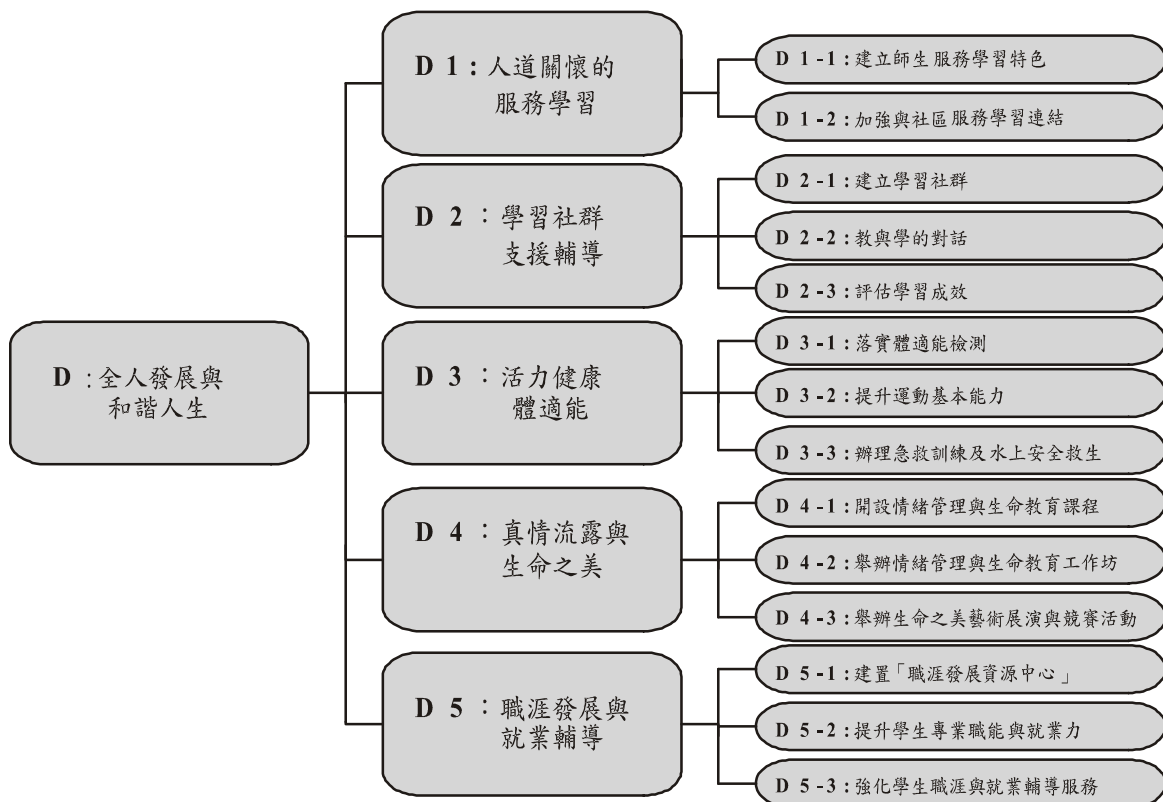 D：全人發展與
和諧人生
D 1：人道關懷的
服務學習
D 1-1：建立師生服務學習特色
D 1-2：加強與社區服務學習連結
D 2：學習社群
支援輔導
D 2-1：建立學習社群
D 2-2：教與學的對話
D 2-3：評估學習成效
D 3：活力健康
體適能
D 3-1：落實體適能檢測
D 3-2：提升運動基本能力
D 3-3：辦理急救訓練及水上安全救生
D 4：真情流露與
生命之美
D 4-1：開設情緒管理與生命教育課程
D 4-2：舉辦情緒管理與生命教育工作坊
D 4-3：舉辦生命之美藝術展演與競賽活動
D 5：職涯發展與
就業輔導
D 5-1：建置「職涯發展資源中心」
D 5-2：提升學生專業職能與就業力
D 5-3：強化學生職涯與就業輔導服務